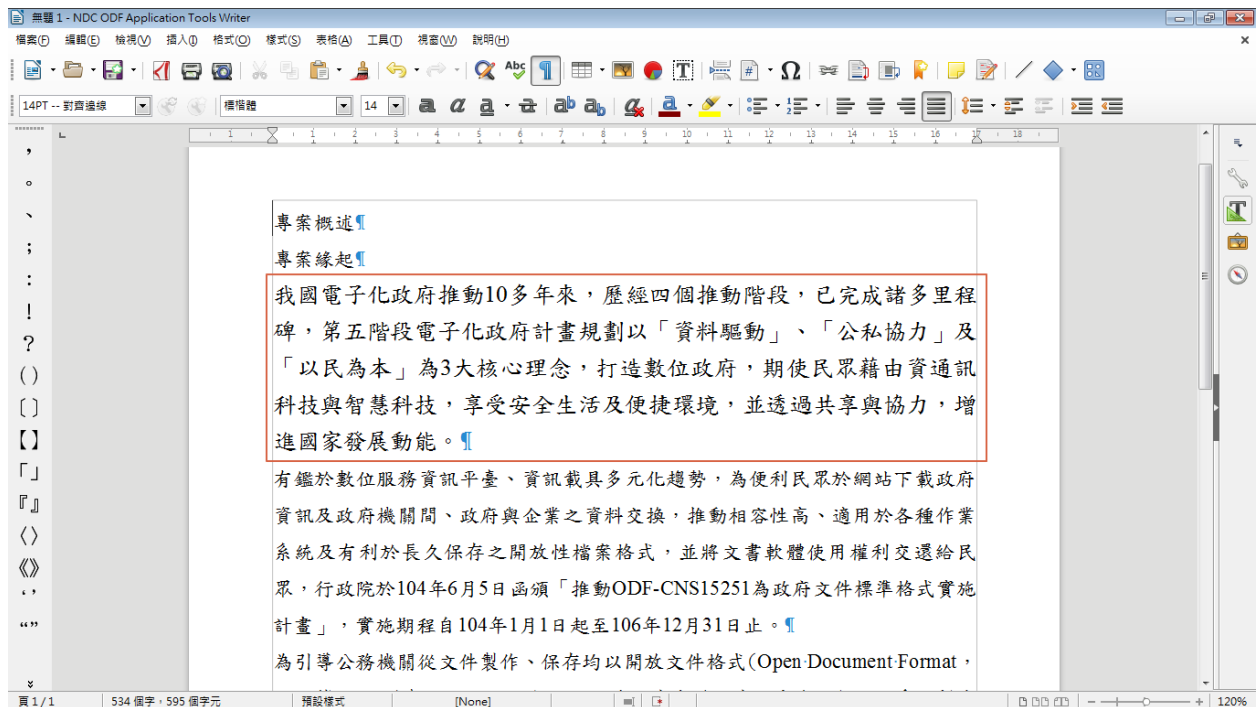 無題 1 - NDC ODF Application Tools Writer
檔案(F) 編輯(E) 檢視(V) 插入(I) 格式(O) 樣式(S) 表格(A) 工具(T) 視窗(W) 說明(H)
14PT -- 對齊邊線 標楷體 14
1 1 2 3 4 5 6 7 8 9 10 11 12 13 14 15 16 17 18
，
。
、
；
：
！
？
( )
〔 〕
【 】
「 」
『 』
〈 〉
《 》
‘ ’
“ ”
專案概述¶
專案緣起¶
我國電子化政府推動10多年來，歷經四個推動階段，已完成諸多里程
碑，第五階段電子化政府計畫規劃以「資料驅動」、「公私協力」及
「以民為本」為3大核心理念，打造數位政府，期使民眾藉由資通訊
科技與智慧科技，享受安全生活及便捷環境，並透過共享與協力，增
進國家發展動能。¶
有鑑於數位服務資訊平臺、資訊載具多元化趨勢，為便利民眾於網站下載政府
資訊及政府機關間、政府與企業之資料交換，推動相容性高、適用於各種作業
系統及有利於長久保存之開放性檔案格式，並將文書軟體使用權利交還給民
眾，行政院於104年6月5日函頒「推動ODF-CNS15251為政府文件標準格式實施
計畫」，實施期程自104年1月1日起至106年12月31日止。¶
為引導公務機關從文件製作、保存均以開放文件格式(Open Document Format，
頁 1 / 1 534 個字，595 個字元 預設樣式 [None] 120%